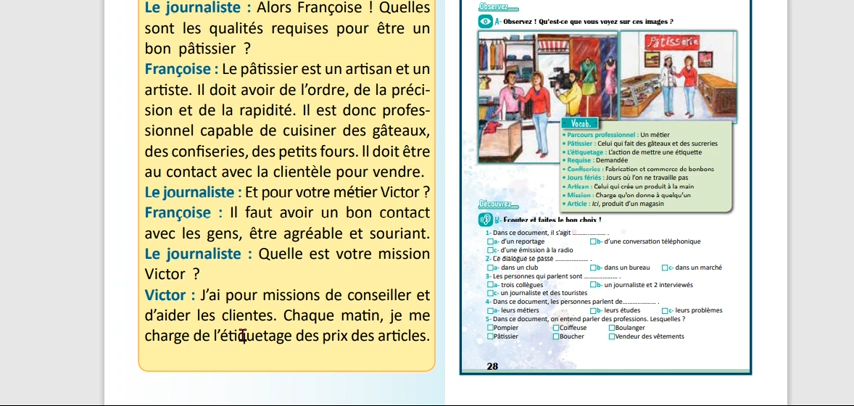 Le journaliste : Alors Françoise ! Quelles
sont les qualités requises pour être un
bon pâtissier ?
Françoise : Le pâtissier est un artisan et un
artiste. Il doit avoir de l'ordre, de la préci-
sion et de la rapidité. Il est donc profes-
sionnel capable de cuisiner des gâteaux,
des confiseries, des petits fours. Il doit être
au contact avec la clientèle pour vendre.
Le journaliste : Et pour votre métier Victor ?
Françoise : Il faut avoir un bon contact
avec les gens, être agréable et souriant.
Le journaliste : Quelle est votre mission
Victor ?
Victor : J'ai pour missions de conseiller et
d'aider les clientes. Chaque matin, je me
charge de l'étiquetage des prix des articles.
Observez....
A- Observez ! Qu'est-ce que vous voyez sur ces images ?
Pâtisserie
Vocab.
• Parcours professionnel : Un métier
• Pâtissier : Celui qui fait des gâteaux et des sucreries
• L'étiquetage : L'action de mettre une étiquette
• Requise : Demandée
• Confiseries : Fabrication et commerce de bonbons
• Jours fériés : Jours où l'on ne travaille pas
• Artisan : Celui qui crée un produit à la main
• Mission : Charge qu'on donne à quelqu'un
• Article : Ici, produit d'un magasin
Découvrez....
B- Ecoutez et faites le bon choix !
1- Dans ce document, il s'agit ................ .
a- d'un reportage b- d'une conversation téléphonique
c- d'une émission à la radio
2- Ce dialogue se passe ................ .
a- dans un club b- dans un bureau c- dans un marché
3- Les personnes qui parlent sont ................ .
a- trois collègues b- un journaliste et 2 interviewés
c- un journaliste et des touristes
4- Dans ce document, les personnes parlent de................ .
a- leurs métiers b- leurs études c- leurs problèmes
5- Dans ce document, on entend parler des professions. Lesquelles ?
Pompier Coiffeuse Boulanger
Pâtissier Boucher Vendeur des vêtements
28